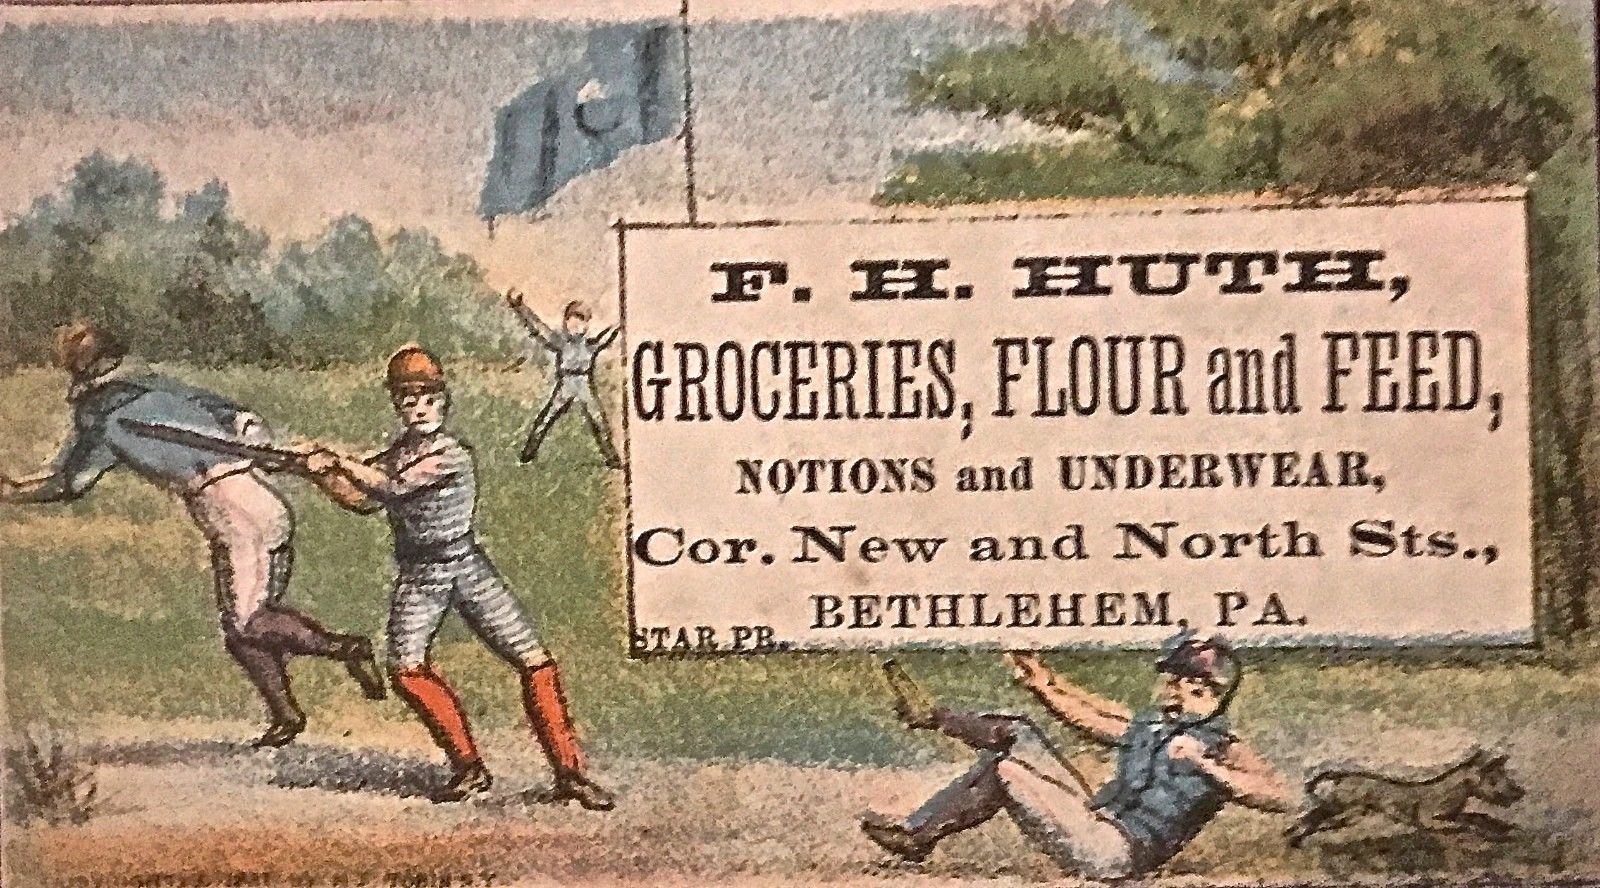 F. H. HUTH,
GROCERIES, FLOUR and FEED,
NOTIONS and UNDERWEAR,
Cor. New and North Sts.,
BETHLEHEM, PA.
STAR PR.